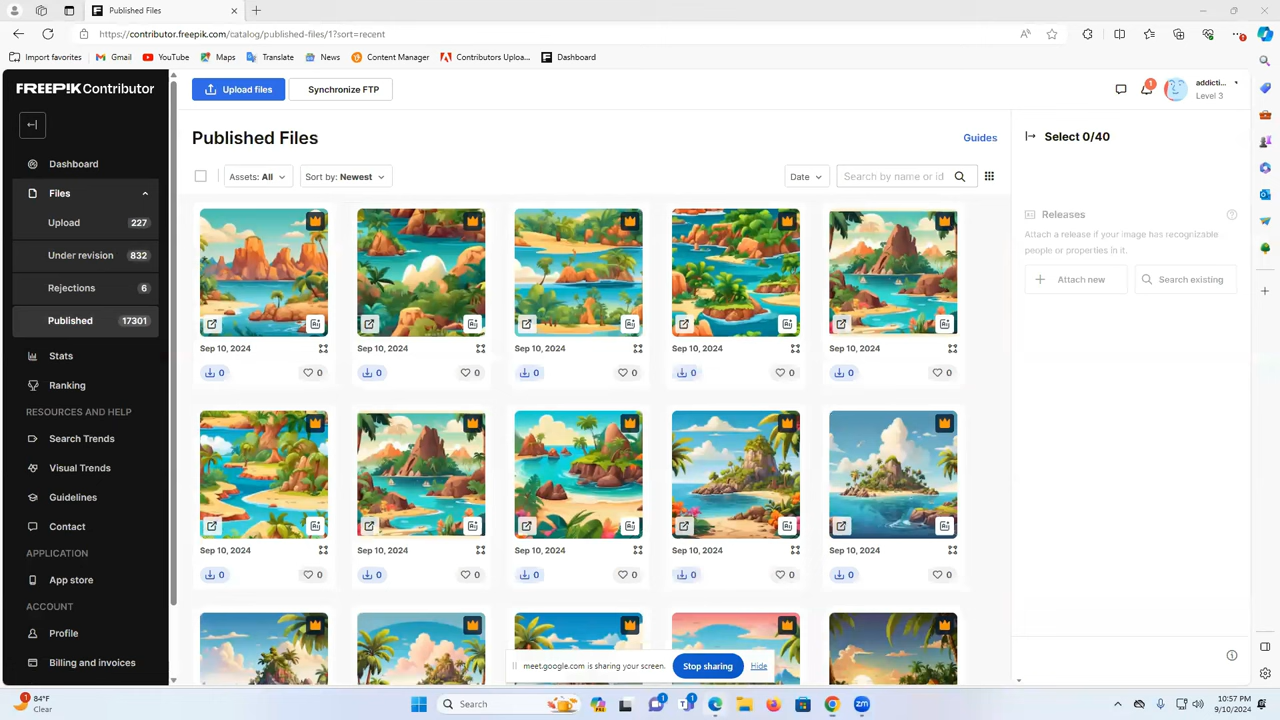 Published Files
https://contributor.freepik.com/catalog/published-files/1?sort=recent
Import favorites
Gmail
YouTube
Maps
Translate
News
Content Manager
Contributors Uploa...
Dashboard
FREEP!K Contributor
Upload files
Synchronize FTP
1
addicti...
Level 3
Dashboard
Files
Upload 227
Under revision 832
Rejections 6
Published 17301
Stats
Ranking
RESOURCES AND HELP
Search Trends
Visual Trends
Guidelines
Contact
APPLICATION
App store
ACCOUNT
Profile
Billing and invoices
Published Files
Guides
Assets: All
Sort by: Newest
Date
Search by name or id
Sep 10, 2024
0 0
Sep 10, 2024
0 0
Sep 10, 2024
0 0
Sep 10, 2024
0 0
Sep 10, 2024
0 0
Sep 10, 2024
0 0
Sep 10, 2024
0 0
Sep 10, 2024
0 0
Sep 10, 2024
0 0
Sep 10, 2024
0 0
Select 0/40
Releases
Attach a release if your image has recognizable
people or properties in it.
Attach new
Search existing
meet.google.com is sharing your screen.
Stop sharing
Hide
1
84°F
Clear
Search
PRE
1
1
zm
10:57 PM
9/10/2024